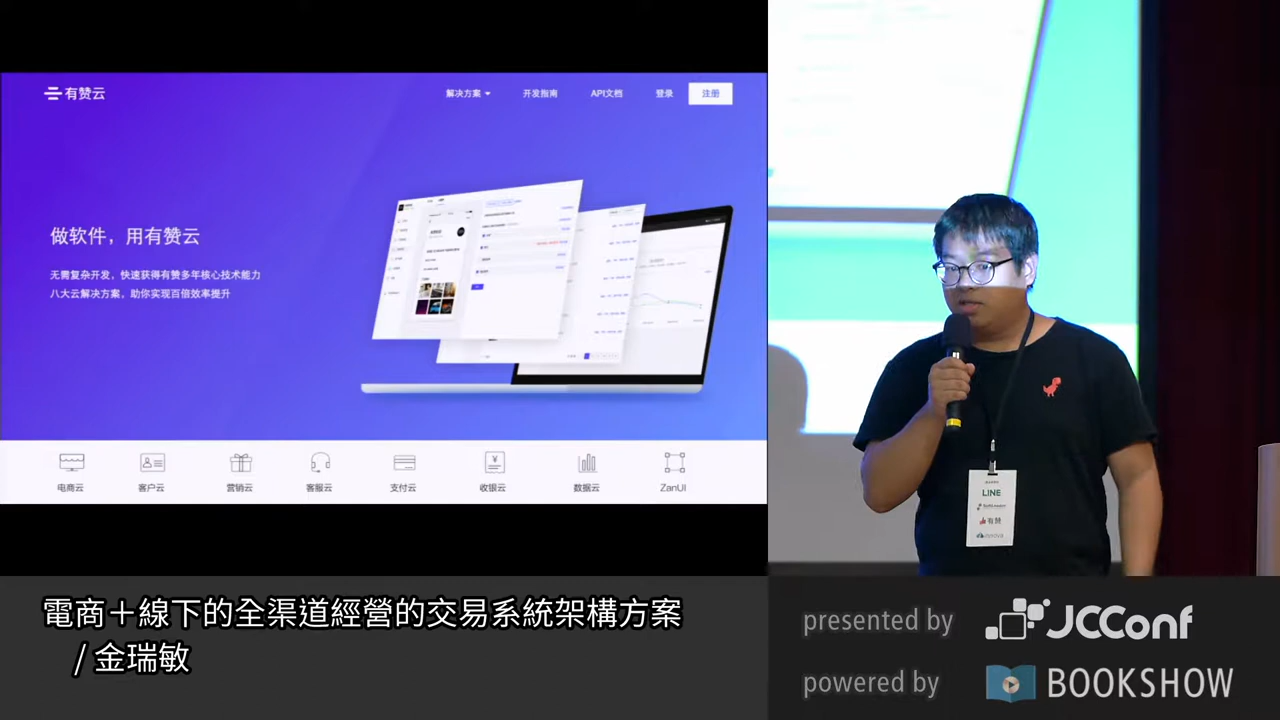 有赞云
解决方案
开发指南
API文档
登录
注册
做软件，用有赞云
无需复杂开发，快速获得有赞多年核心技术能力
八大云解决方案，助你实现百倍效率提升
电商云
客户云
营销云
客服云
支付云
收银云
数据云
ZanUI
LINE
有赞
電商＋線下的全渠道經營的交易系統架構方案
/ 金瑞敏
presented by
JCConf
powered by
BOOKSHOW